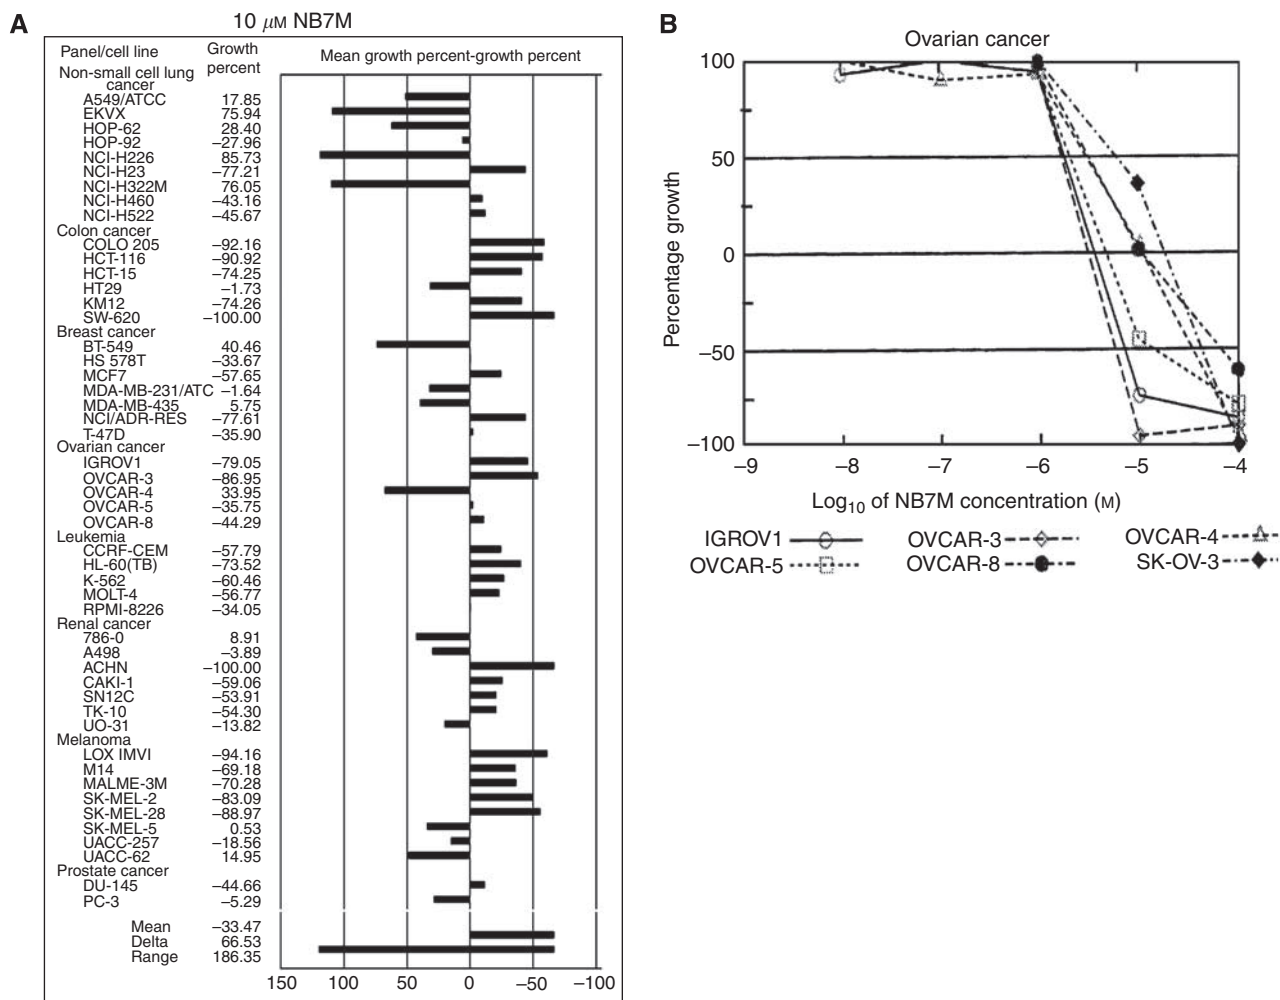 A
10 µM NB7M
Panel/cell line Growth percent Mean growth percent-growth percent
Non-small cell lung cancer
A549/ATCC 17.85
EKVX 75.94
HOP-62 28.40
HOP-92 –27.96
NCI-H226 85.73
NCI-H23 –77.21
NCI-H322M 76.05
NCI-H460 –43.16
NCI-H522 –45.67
Colon cancer
COLO 205 –92.16
HCT-116 –90.92
HCT-15 –74.25
HT29 –1.73
KM12 –74.26
SW-620 –100.00
Breast cancer
BT-549 40.46
HS 578T –33.67
MCF7 –57.65
MDA-MB-231/ATC –1.64
MDA-MB-435 5.75
NCI/ADR-RES –77.61
T-47D –35.90
Ovarian cancer
IGROV1 –79.05
OVCAR-3 –86.95
OVCAR-4 33.95
OVCAR-5 –35.75
OVCAR-8 –44.29
Leukemia
CCRF-CEM –57.79
HL-60(TB) –73.52
K-562 –60.46
MOLT-4 –56.77
RPMI-8226 –34.05
Renal cancer
786-0 8.91
A498 –3.89
ACHN –100.00
CAKI-1 –59.06
SN12C –53.91
TK-10 –54.30
UO-31 –13.82
Melanoma
LOX IMVI –94.16
M14 –69.18
MALME-3M –70.28
SK-MEL-2 –83.09
SK-MEL-28 –88.97
SK-MEL-5 0.53
UACC-257 –18.56
UACC-62 14.95
Prostate cancer
DU-145 –44.66
PC-3 –5.29
Mean –33.47
Delta 66.53
Range 186.35
150 100 50 0 –50 –100
B
Ovarian cancer
Percentage growth
100
50
0
–50
–100
–9 –8 –7 –6 –5 –4
Log10 of NB7M concentration (M)
IGROV1 OVCAR-3 OVCAR-4
OVCAR-5 OVCAR-8 SK-OV-3